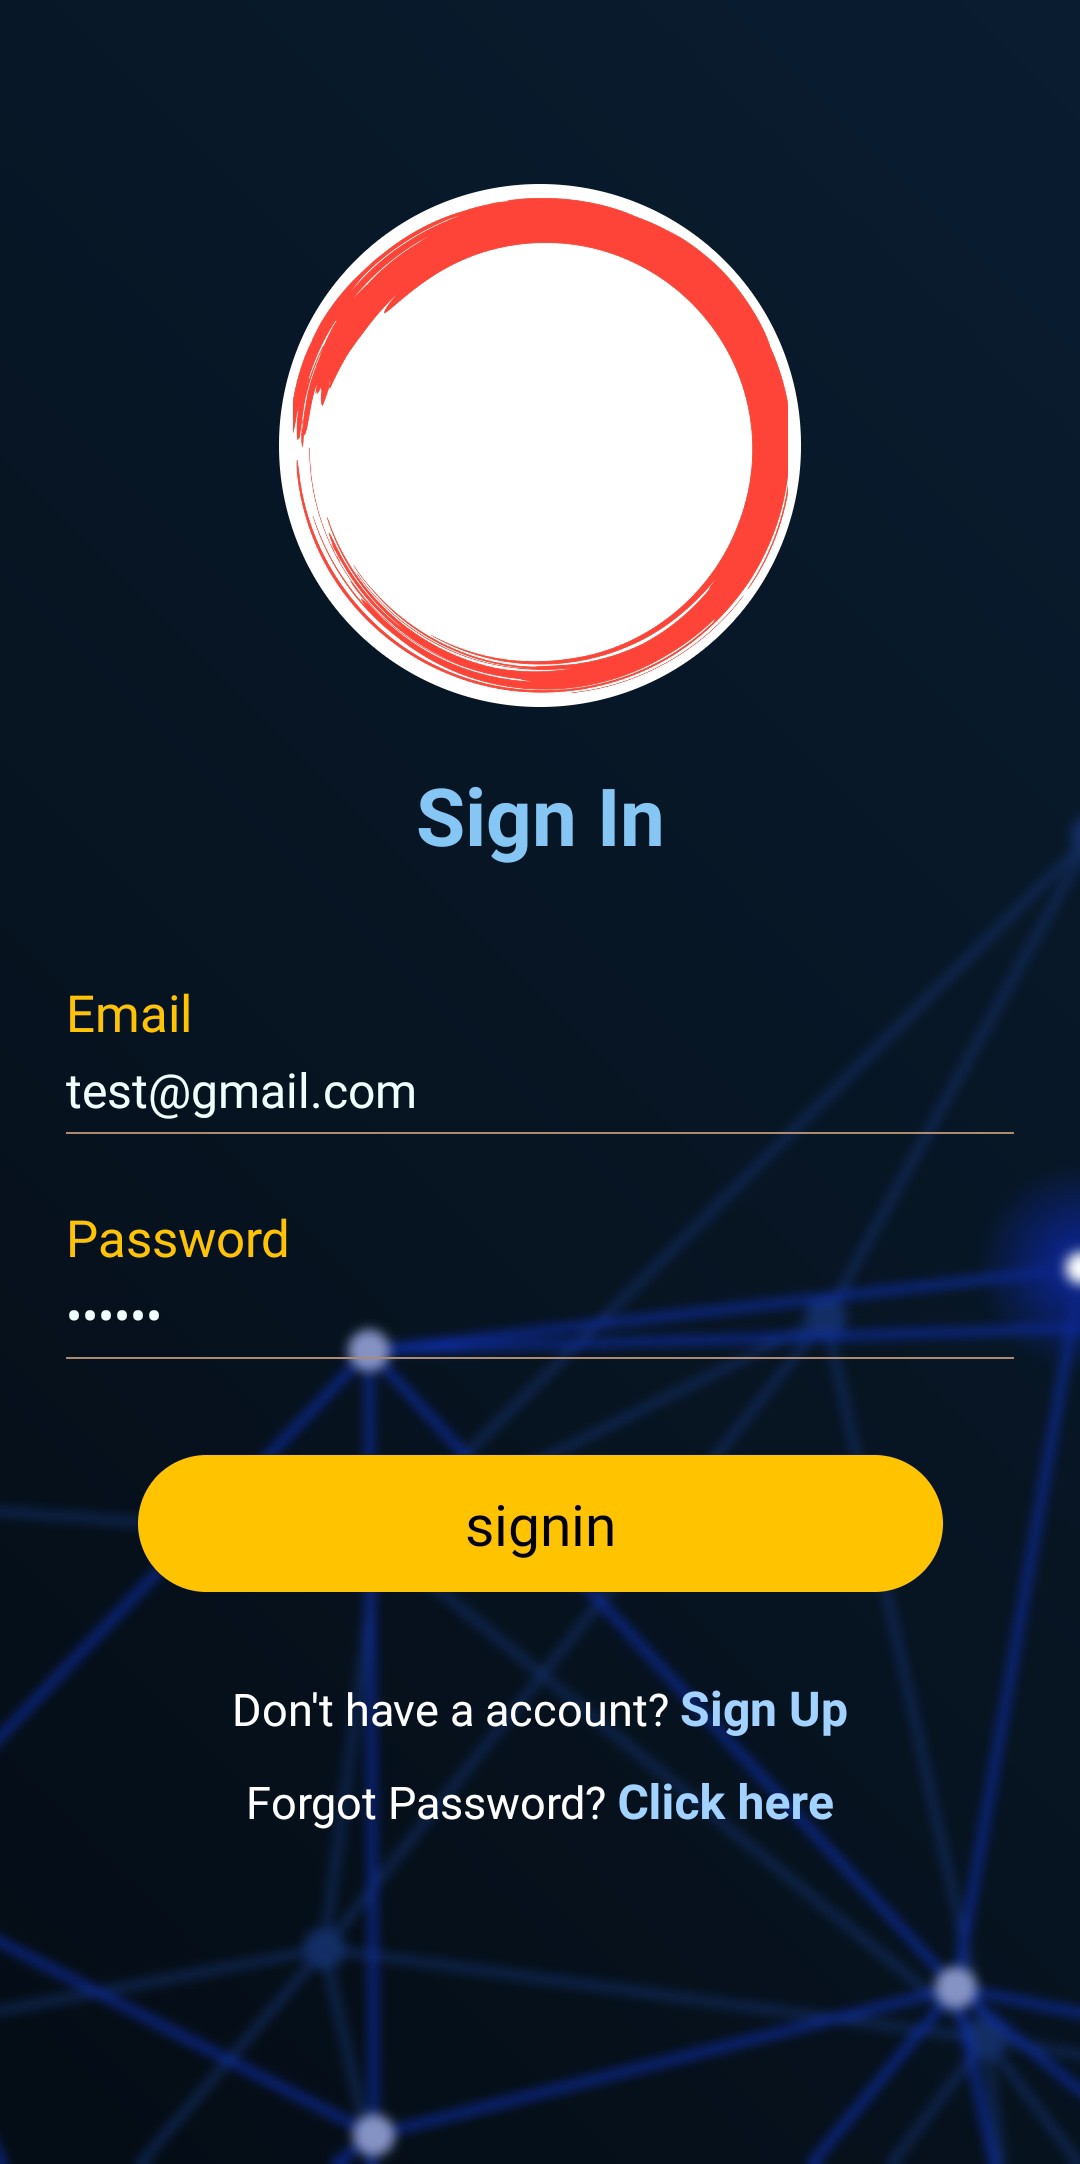 Sign In
Email
test@gmail.com
Password
••••••
signin
Don't have a account? Sign Up
Forgot Password? Click here